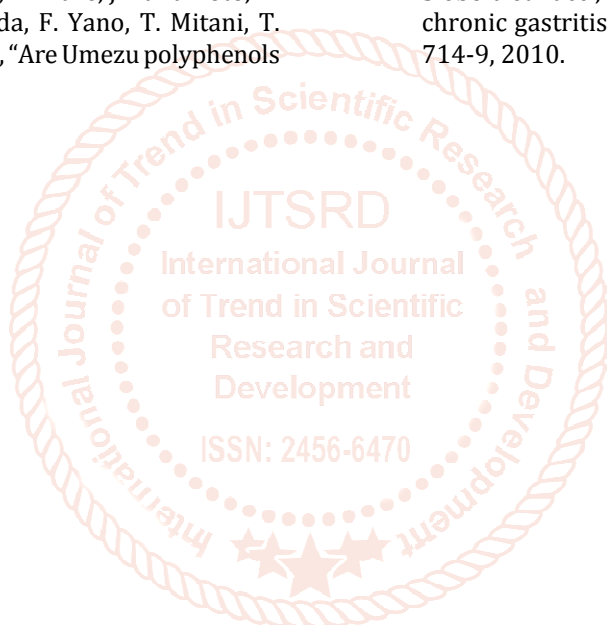 da, F. Yano, T. Mitani, T.
, “Are Umezu polyphenols
chronic gastritis
714-9, 2010.
International Journal of Trend in Scientific Research and Development
IJTSRD
International Journal
of Trend in Scientific
Research and
Development
ISSN: 2456-6470